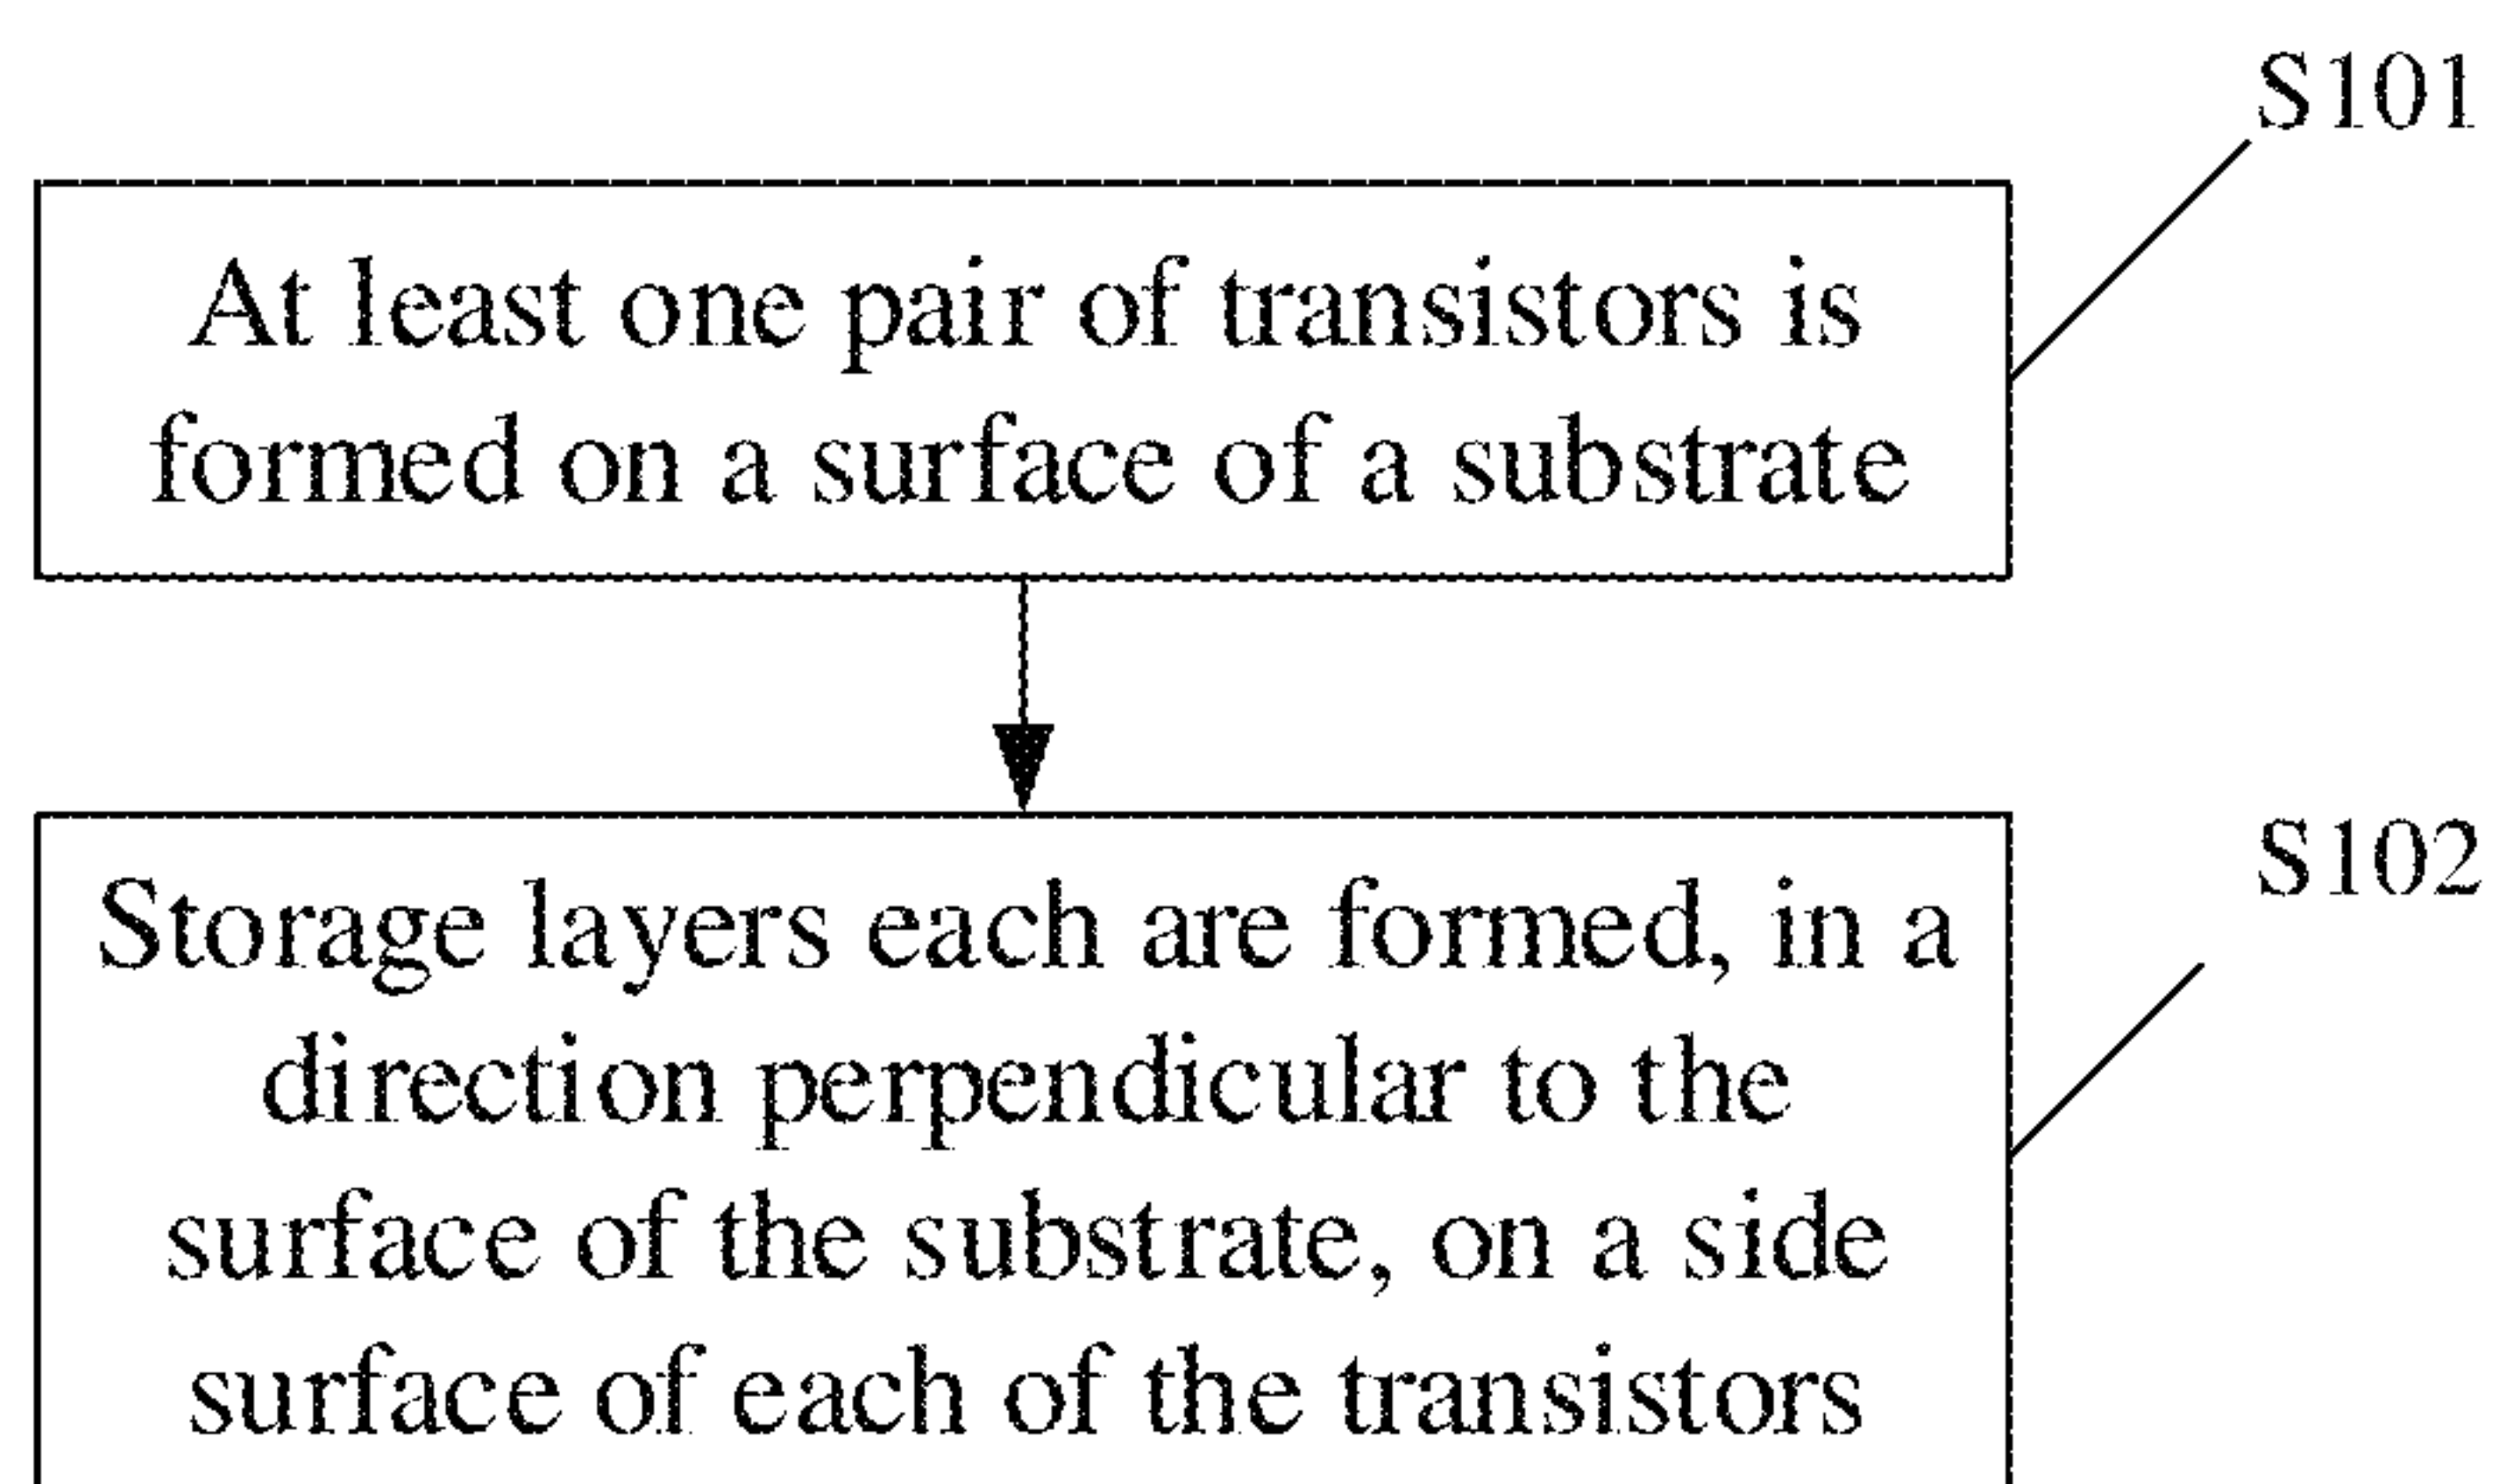 S101
At least one pair of transistors is
formed on a surface of a substrate
S102
Storage layers each are formed, in a
direction perpendicular to the
surface of the substrate, on a side
surface of each of the transistors